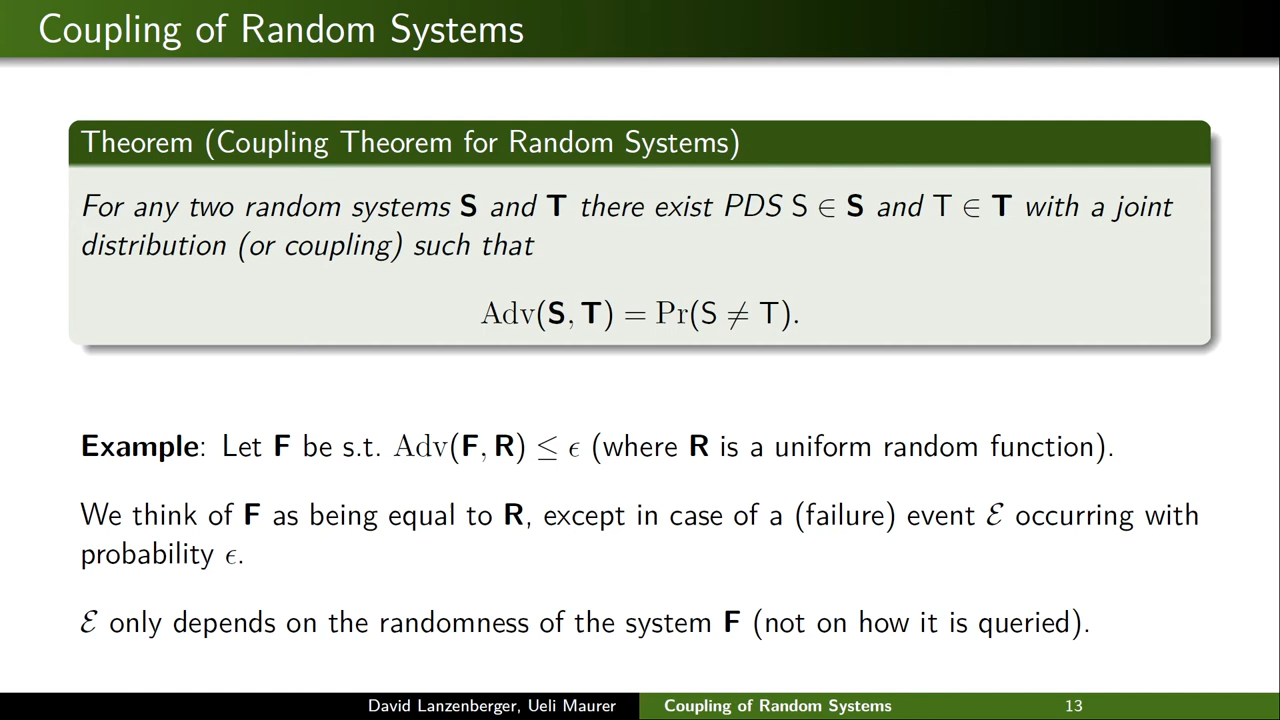 Coupling of Random Systems
Theorem (Coupling Theorem for Random Systems)
For any two random systems S and T there exist PDS S ∈ S and T ∈ T with a joint
distribution (or coupling) such that
Adv(S, T) = Pr(S ≠ T).
Example: Let F be s.t. Adv(F, R) ≤ ϵ (where R is a uniform random function).
We think of F as being equal to R, except in case of a (failure) event ℰ occurring with
probability ϵ.
ℰ only depends on the randomness of the system F (not on how it is queried).
David Lanzenberger, Ueli Maurer Coupling of Random Systems 13